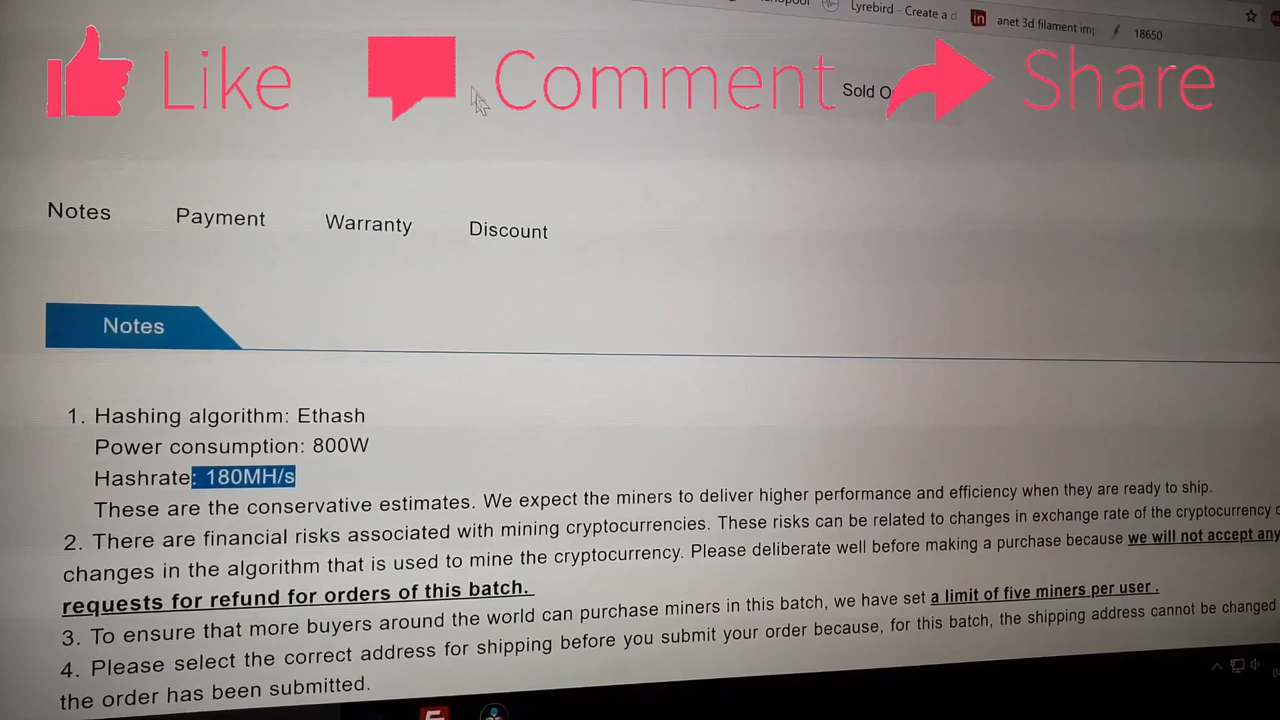 Lyrebird - Create a d
anet 3d filament imp
18650
Like
Comment
Sold O
Share
Notes
Payment
Warranty
Discount
Notes
1. Hashing algorithm: Ethash
Power consumption: 800W
Hashrate: 180MH/s
These are the conservative estimates. We expect the miners to deliver higher performance and efficiency when they are ready to ship.
2. There are financial risks associated with mining cryptocurrencies. These risks can be related to changes in exchange rate of the cryptocurrency
changes in the algorithm that is used to mine the cryptocurrency. Please deliberate well before making a purchase because we will not accept any
requests for refund for orders of this batch.
3. To ensure that more buyers around the world can purchase miners in this batch, we have set a limit of five miners per user .
4. Please select the correct address for shipping before you submit your order because, for this batch, the shipping address cannot be changed
the order has been submitted.